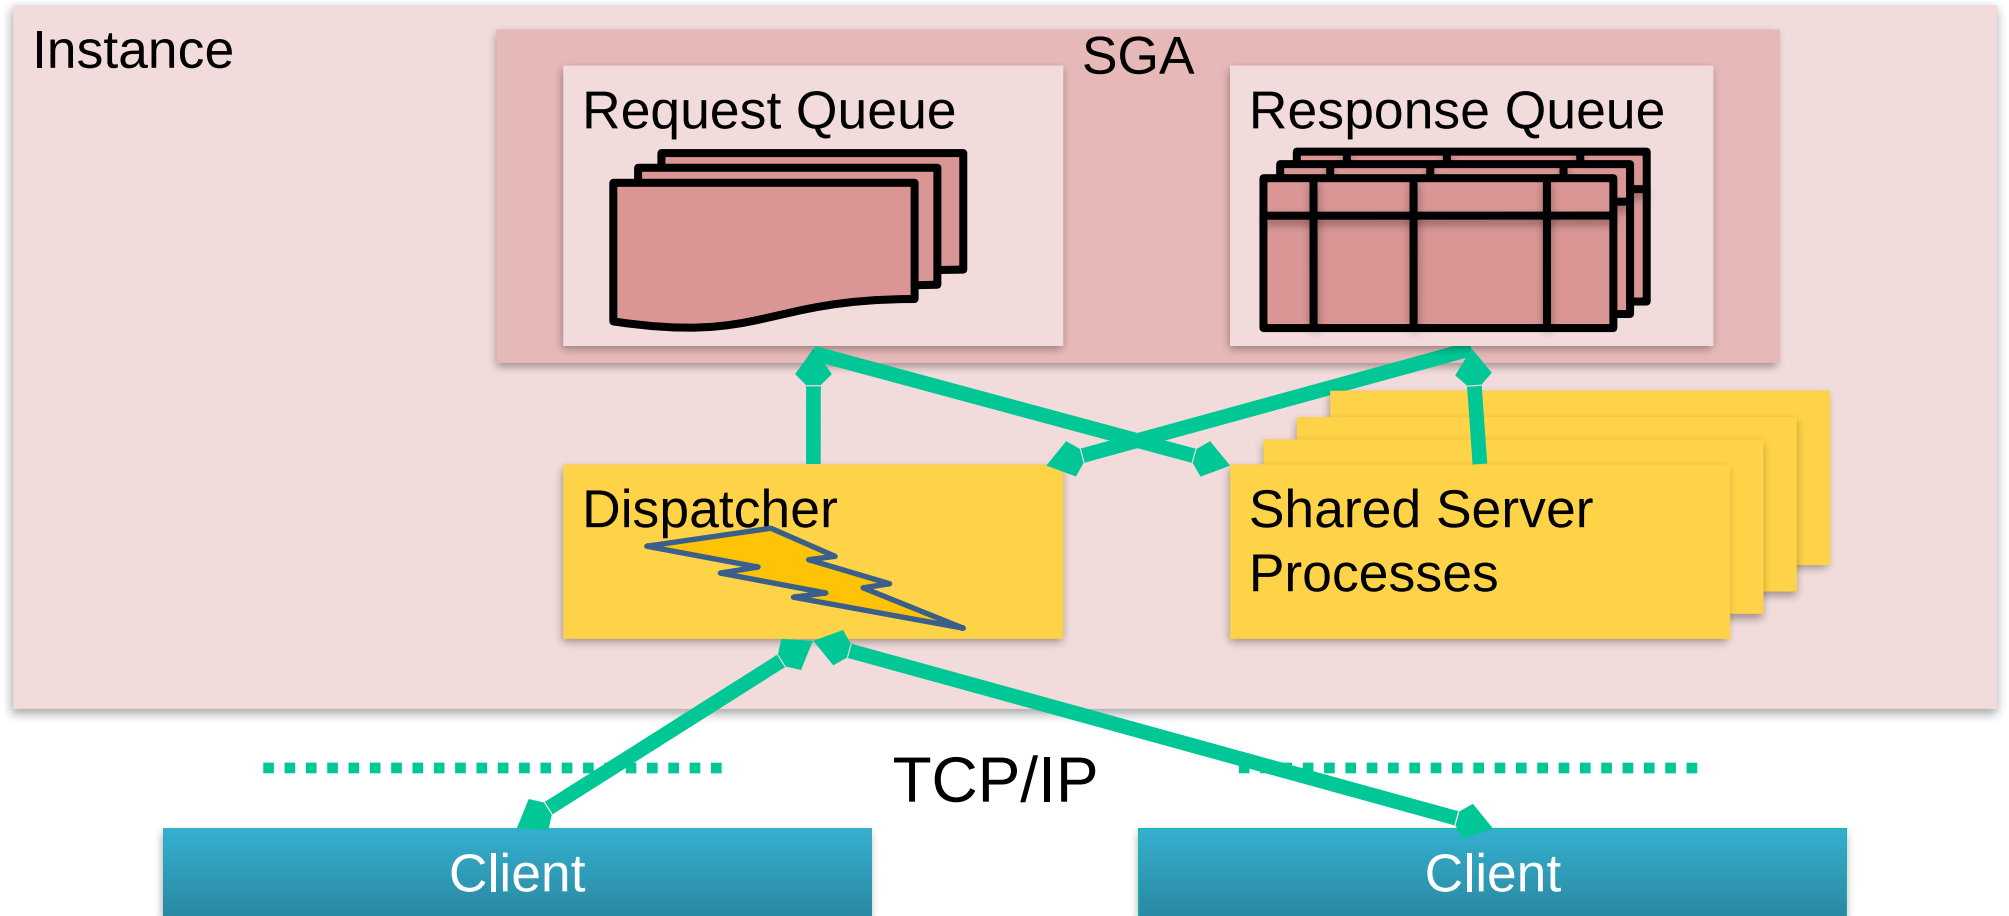 Instance
SGA
Request Queue
Response Queue
Dispatcher
Shared Server
Processes
TCP/IP
Client
Client